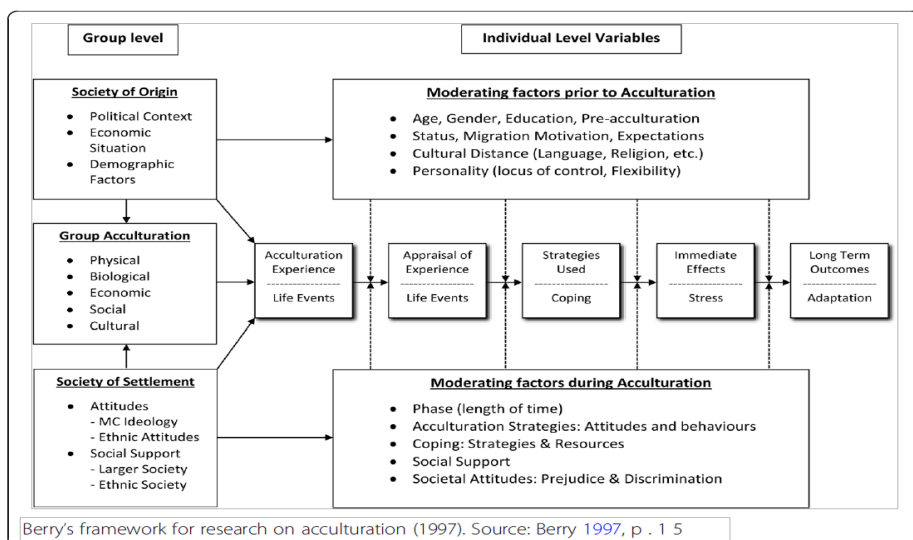 Group level
Individual Level Variables
Society of Origin
• Political Context
• Economic
Situation
• Demographic
Factors
Moderating factors prior to Acculturation
• Age, Gender, Education, Pre-acculturation
• Status, Migration Motivation, Expectations
• Cultural Distance (Language, Religion, etc.)
• Personality (locus of control, Flexibility)
Group Acculturation
• Physical
• Biological
• Economic
• Social
• Cultural
Acculturation
Experience
Life Events
Appraisal of
Experience
Life Events
Strategies
Used
Coping
Immediate
Effects
Stress
Long Term
Outcomes
Adaptation
Society of Settlement
• Attitudes
- MC Ideology
- Ethnic Attitudes
• Social Support
- Larger Society
- Ethnic Society
Moderating factors during Acculturation
• Phase (length of time)
• Acculturation Strategies: Attitudes and behaviours
• Coping: Strategies & Resources
• Social Support
• Societal Attitudes: Prejudice & Discrimination
Berry's framework for research on acculturation (1997). Source: Berry 1997, p . 1 5